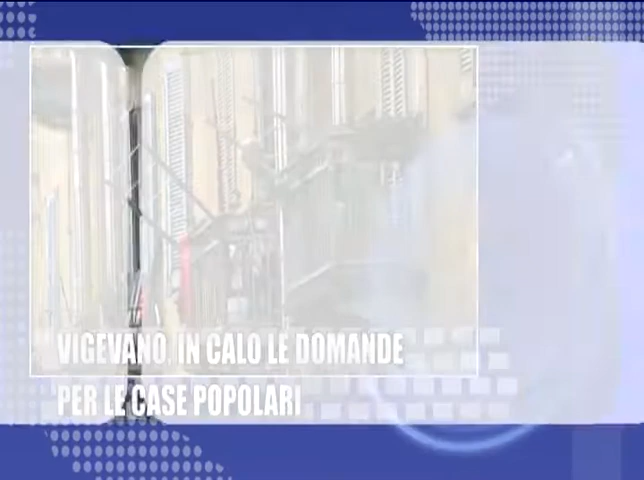 VIGEVANO, IN CALO LE DOMANDE
PER LE CASE POPOLARI